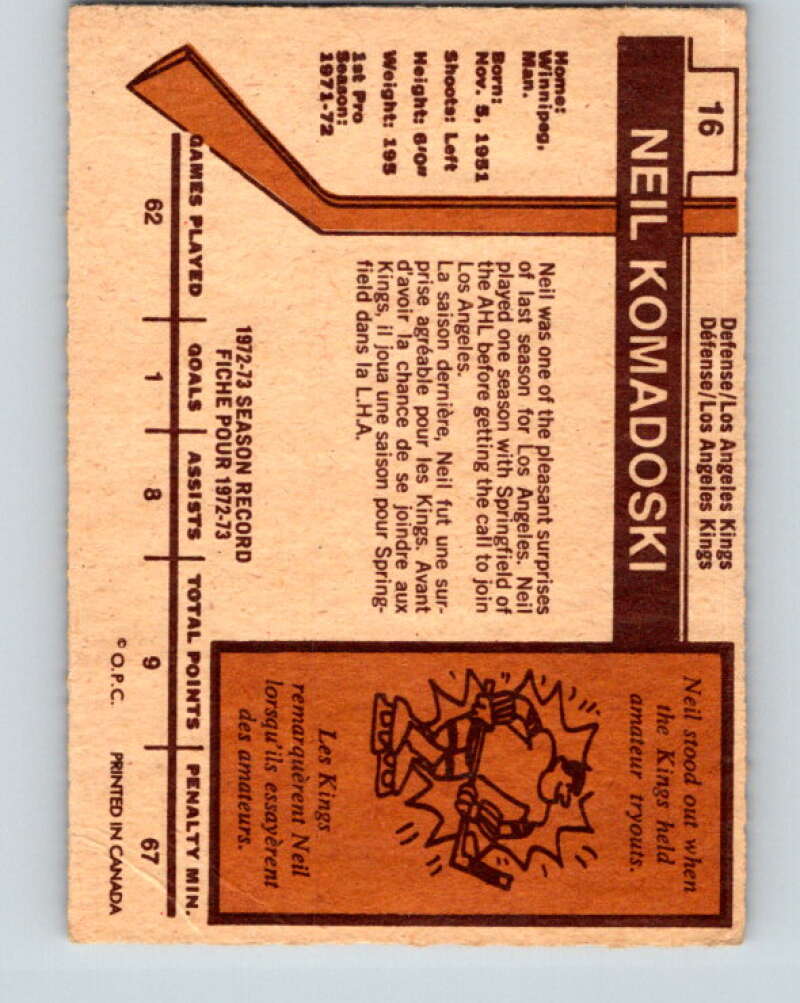 16
Defense/Los Angeles Kings
Défense/Los Angeles Kings
NEIL KOMADOSKI
Home:
Winnipeg,
Man.
Born:
Nov. 5, 1951
Shoots: Left
Height: 6'0"
Weight: 195
1st Pro
Season:
1971-72
Neil was one of the pleasant surprises
of last season for Los Angeles. Neil
played one season with Springfield of
the AHL before getting the call to join
Los Angeles.
La saison dernière, Neil fut une sur-
prise agréable pour les Kings. Avant
d'avoir la chance de se joindre aux
Kings, il joua une saison pour Spring-
field dans la L.H.A.
Neil stood out when
the Kings held
amateur tryouts.
Les Kings
remarquèrent Neil
lorsqu'ils essayèrent
des amateurs.
1972-73 SEASON RECORD
FICHE POUR 1972-73
GAMES PLAYED GOALS ASSISTS TOTAL POINTS PENALTY MIN.
62 1 8 9 67
© O.P.C. PRINTED IN CANADA